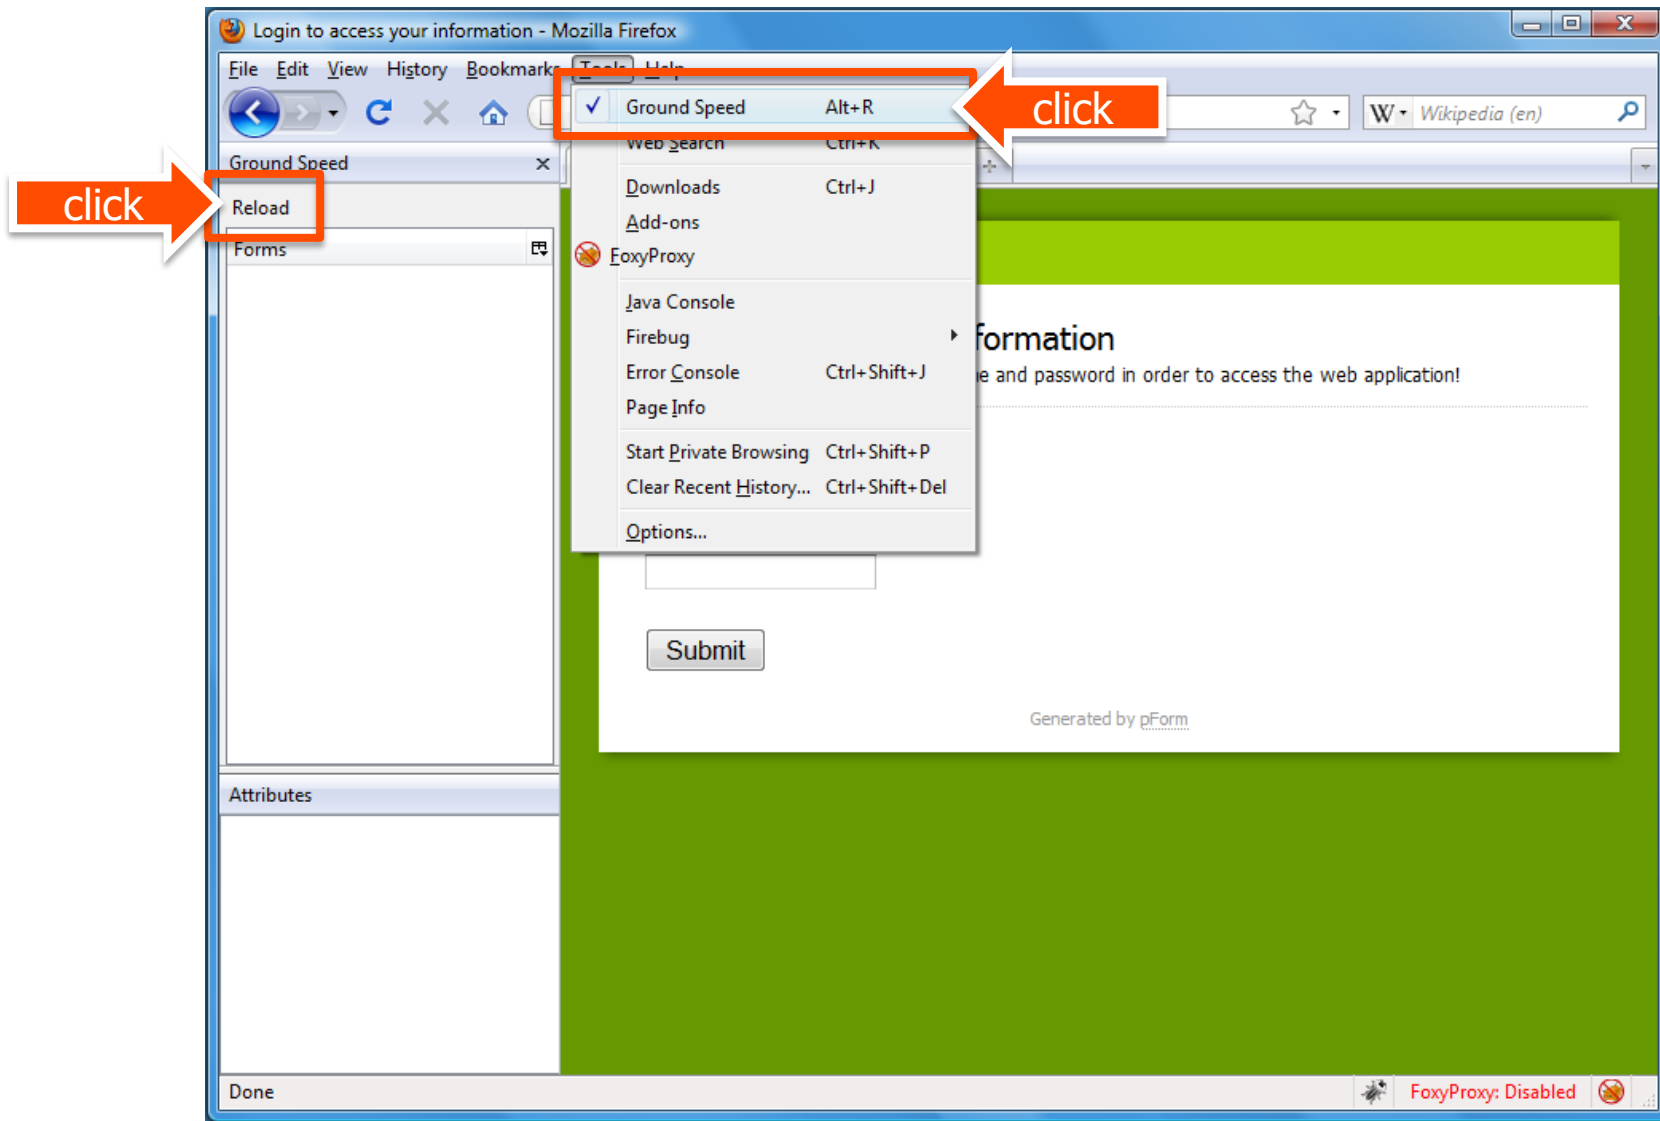 Login to access your information - Mozilla Firefox
File Edit View History Bookmarks Tools Help
Ground Speed Alt+R
click
Wikipedia (en)
W
Web Search Ctrl+K
Ground Speed
click
Reload
Downloads Ctrl+J
Add-ons
Forms
FoxyProxy
Java Console
Firebug
formation
Error Console Ctrl+Shift+J
e and password in order to access the web application!
Page Info
Start Private Browsing Ctrl+Shift+P
Clear Recent History... Ctrl+Shift+Del
Options...
Submit
Generated by pForm
Attributes
Done
FoxyProxy: Disabled